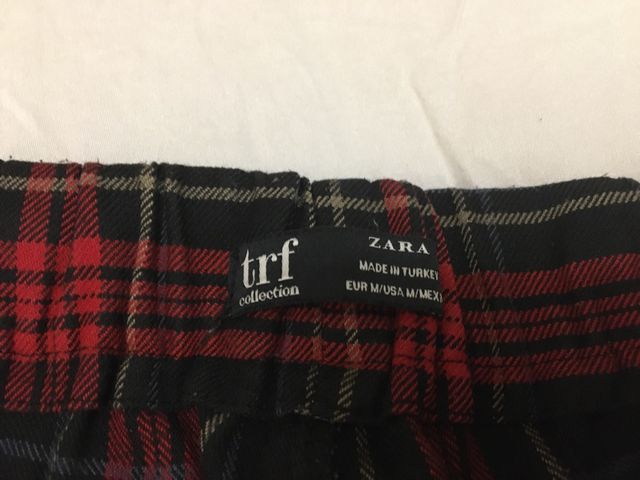 trf
collection
ZARA
MADE IN TURKEY
EUR M/USA M/MEX